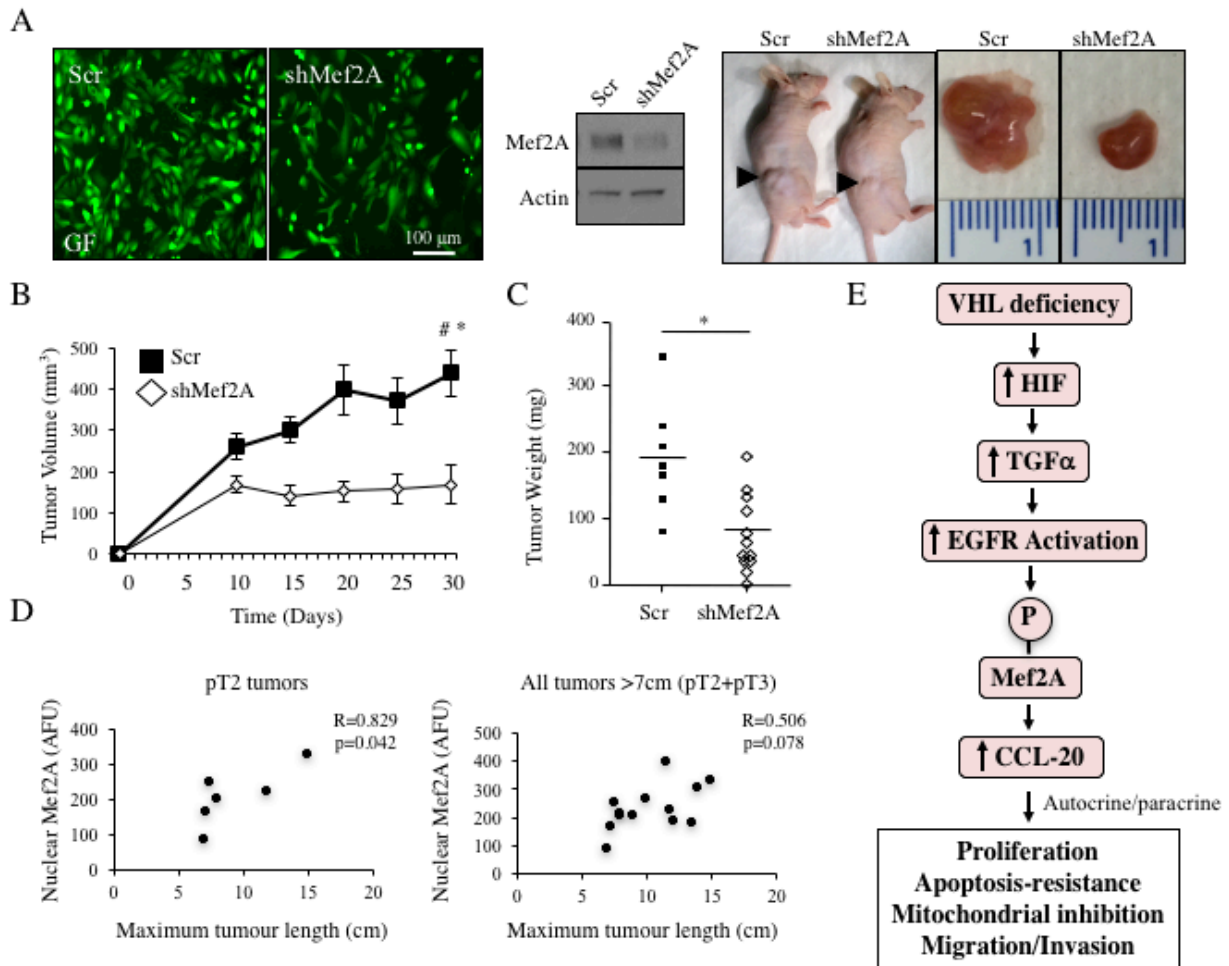 A
Scr
shMef2A
GF
100 µm
Scr
shMef2A
Mef2A
Actin
Scr
shMef2A
Scr
shMef2A
1
1
B
Tumor Volume (mm³)
500
400
300
200
100
0
Scr
shMef2A
# *
0 5 10 15 20 25 30
Time (Days)
C
Tumor Weight (mg)
400
300
200
100
0
*
Scr shMef2A
D
pT2 tumors
R=0.829
p=0.042
Nuclear Mef2A (AFU)
400
300
200
100
0
0 5 10 15 20
Maximum tumour length (cm)
All tumors >7cm (pT2+pT3)
R=0.506
p=0.078
Nuclear Mef2A (AFU)
500
400
300
200
100
0
0 5 10 15 20
Maximum tumour length (cm)
E
VHL deficiency
↑ HIF
↑ TGFα
↑ EGFR Activation
P
Mef2A
↑ CCL-20
Autocrine/paracrine
Proliferation
Apoptosis-resistance
Mitochondrial inhibition
Migration/Invasion